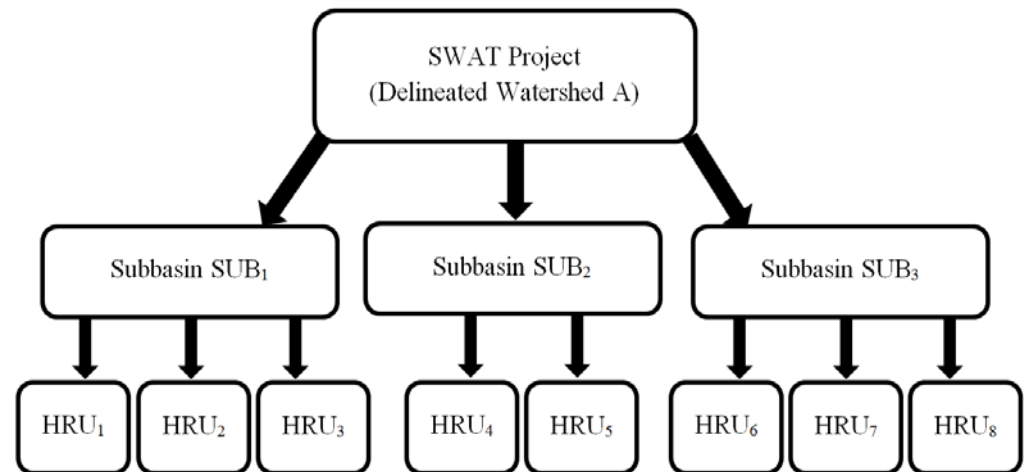 SWAT Project
(Delineated Watershed A)
Subbasin SUB₁
Subbasin SUB₂
Subbasin SUB₃
HRU₁
HRU₂
HRU₃
HRU₄
HRU₅
HRU₆
HRU₇
HRU₈